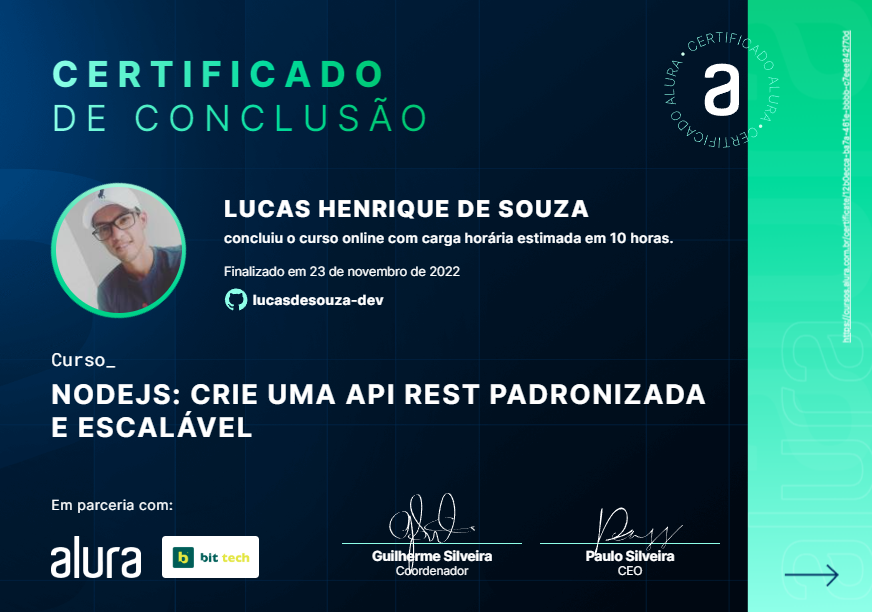 CERTIFICADO
DE CONCLUSÃO
CERTIFICADO ALURA • CERTIFICADO ALURA •
a
LUCAS HENRIQUE DE SOUZA
concluiu o curso online com carga horária estimada em 10 horas.
Finalizado em 23 de novembro de 2022
lucasdesouza-dev
Curso_
NODEJS: CRIE UMA API REST PADRONIZADA
E ESCALÁVEL
Em parceria com:
alura
b bit tech
Guilherme Silveira
Coordenador
Paulo Silveira
CEO
alura